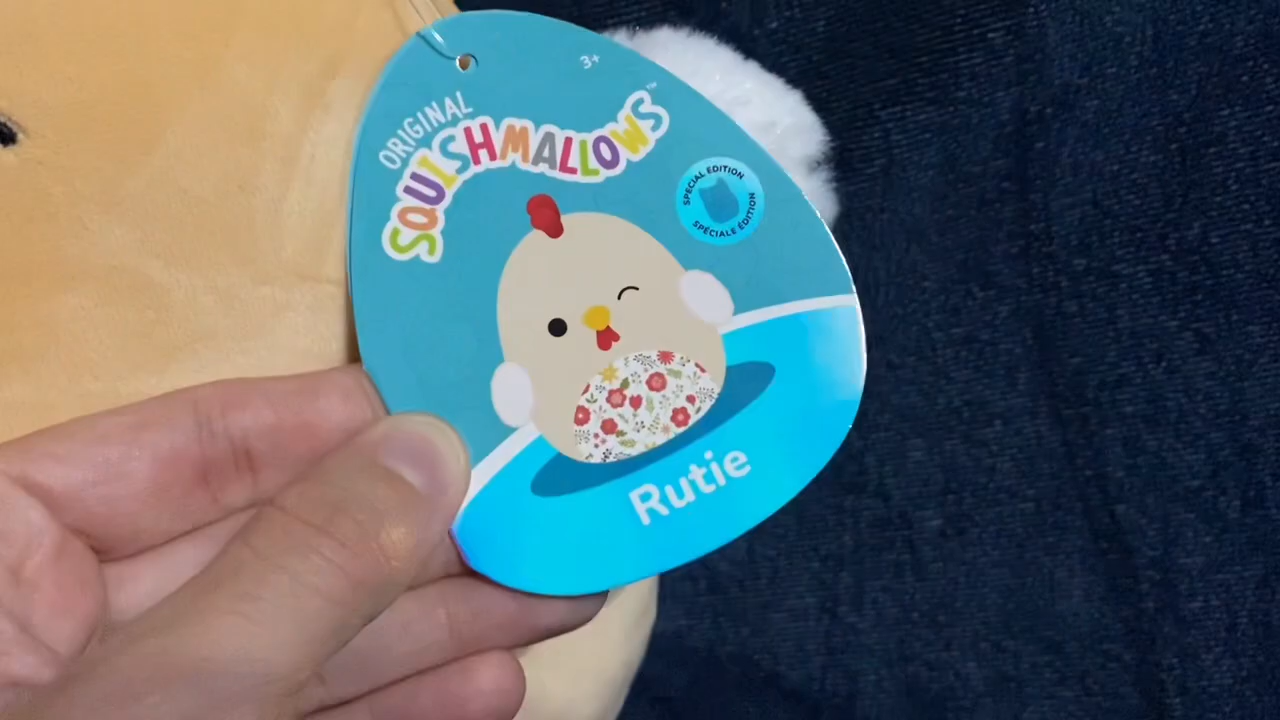 3+
ORIGINAL
SQUISHMALLOWS™
SPECIAL EDITION
SPÉCIALE ÉDITION
Rutie